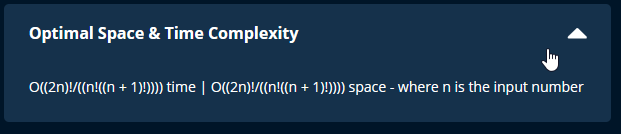 Optimal Space & Time Complexity
O((2n)!/((n!((n + 1)!)))) time | O((2n)!/((n!((n + 1)!)))) space - where n is the input number